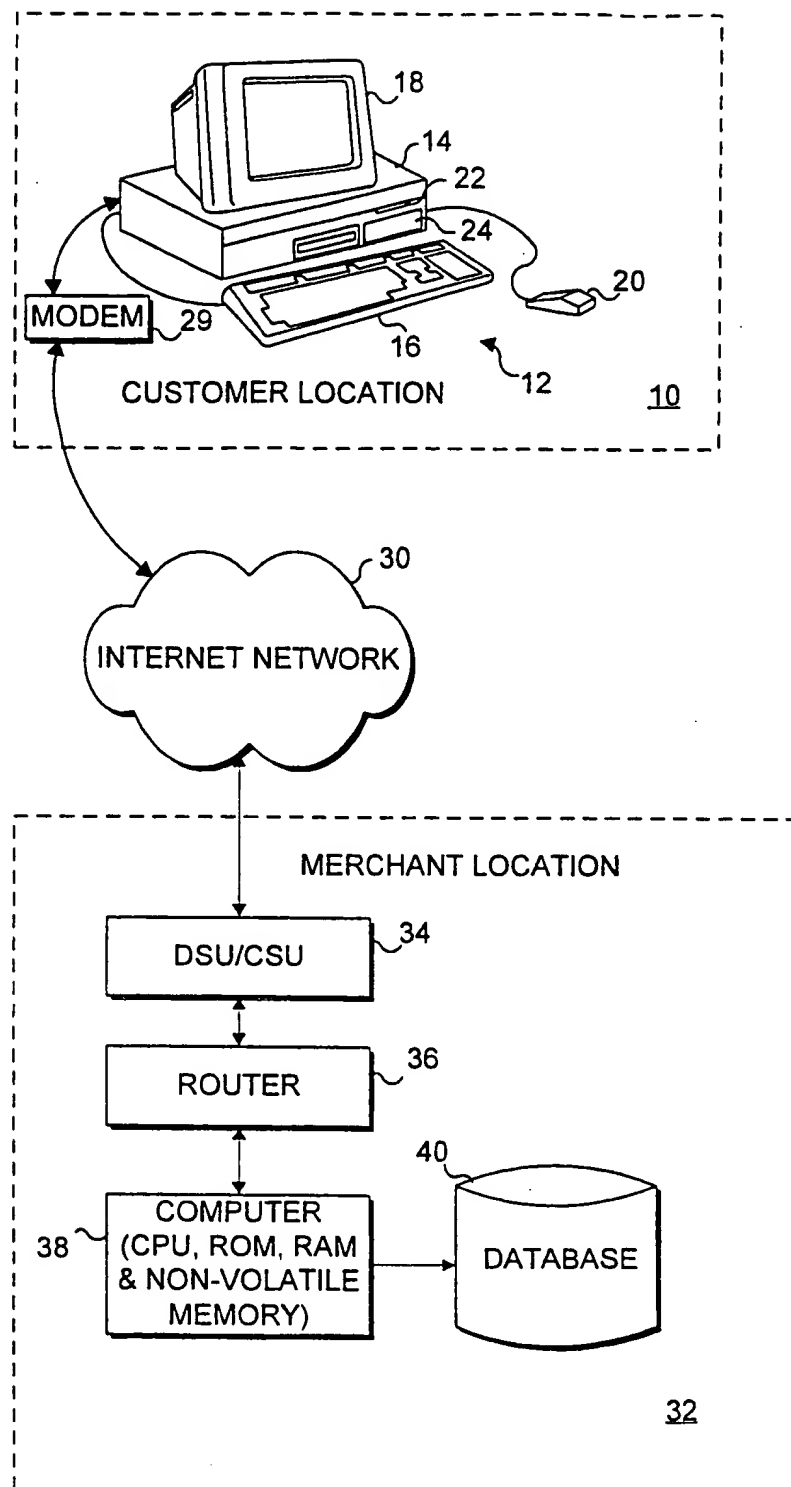 18
14
22
24
20
MODEM
29
16
12
CUSTOMER LOCATION
10
30
INTERNET NETWORK
MERCHANT LOCATION
DSU/CSU
34
ROUTER
36
40
38
COMPUTER
(CPU, ROM, RAM
& NON-VOLATILE
MEMORY)
DATABASE
32